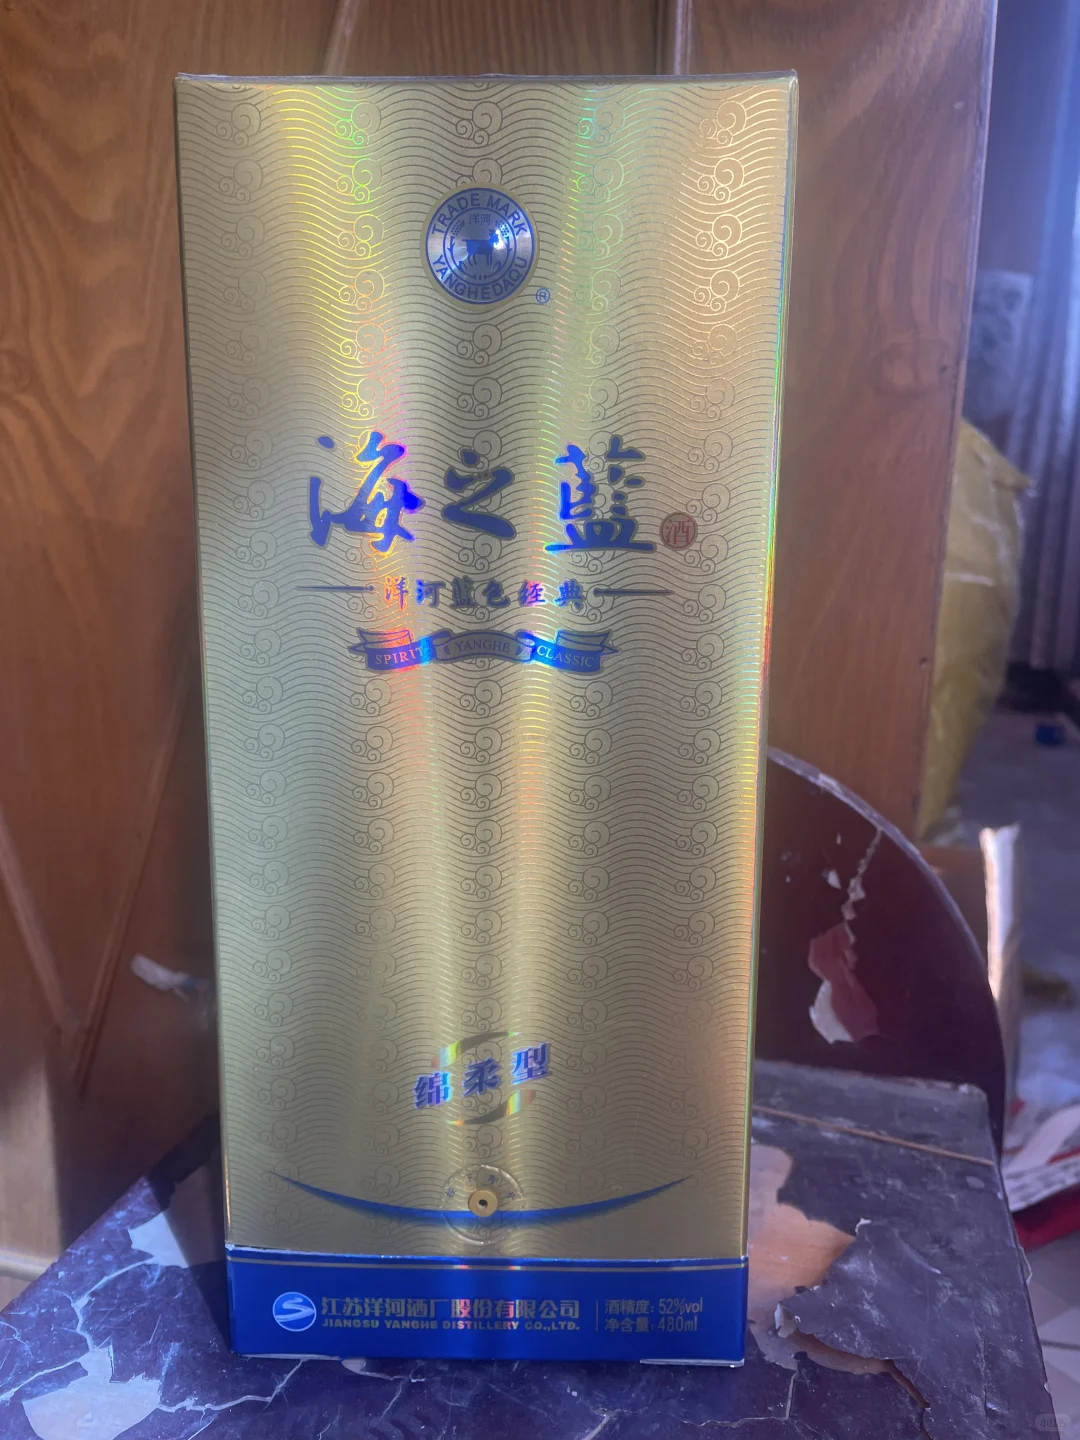 TRADE MARK
洋河
YANGHEDAQU
®
海之藍
酒
洋河蓝色经典
SPIRIT YANGHE CLASSIC
绵柔型
江苏洋河酒厂股份有限公司
JIANGSU YANGHE DISTILLERY CO.,LTD.
酒精度:52%vol
净含量:480ml